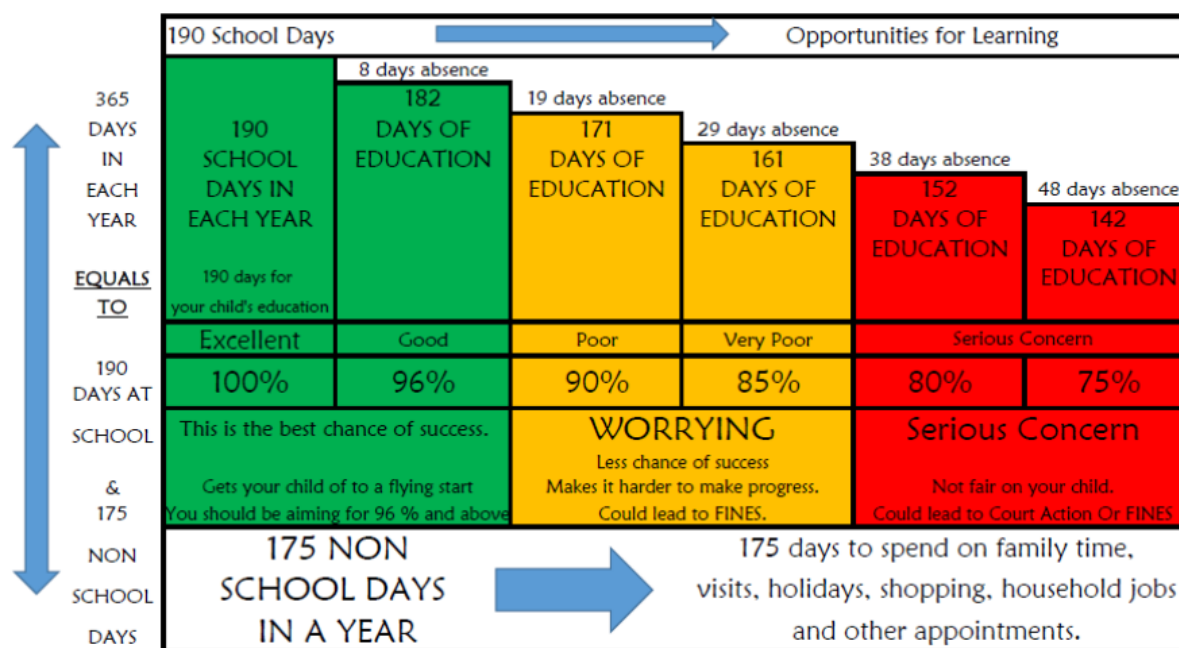 190 School Days
Opportunities for Learning
365
DAYS
IN
EACH
YEAR
EQUALS
TO
190
DAYS AT
SCHOOL
&
175
NON
SCHOOL
DAYS
190
SCHOOL
DAYS IN
EACH YEAR
190 days for
your child's education
8 days absence
182
DAYS OF
EDUCATION
19 days absence
171
DAYS OF
EDUCATION
29 days absence
161
DAYS OF
EDUCATION
38 days absence
152
DAYS OF
EDUCATION
48 days absence
142
DAYS OF
EDUCATION
Excellent
Good
Poor
Very Poor
Serious Concern
100%
96%
90%
85%
80%
75%
This is the best chance of success.
Gets your child of to a flying start
You should be aiming for 96 % and above
WORRYING
Less chance of success
Makes it harder to make progress.
Could lead to FINES.
Serious Concern
Not fair on your child.
Could lead to Court Action Or FINES
175 NON
SCHOOL DAYS
IN A YEAR
175 days to spend on family time,
visits, holidays, shopping, household jobs
and other appointments.